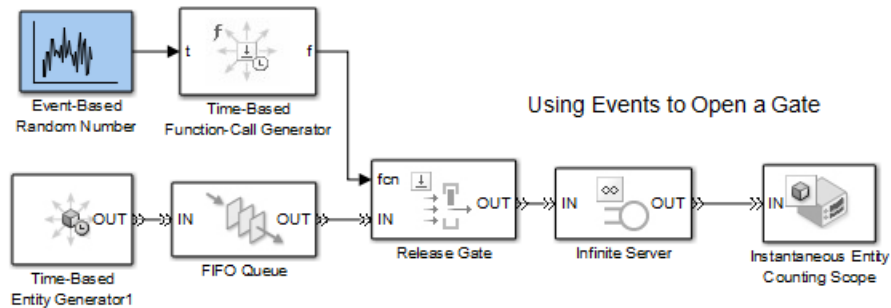 t
f
Event-Based
Random Number
Time-Based
Function-Call Generator
Using Events to Open a Gate
OUT
Time-Based
Entity Generator1
IN
OUT
FIFO Queue
fcn
IN
OUT
Release Gate
IN
OUT
Infinite Server
IN
Instantaneous Entity
Counting Scope